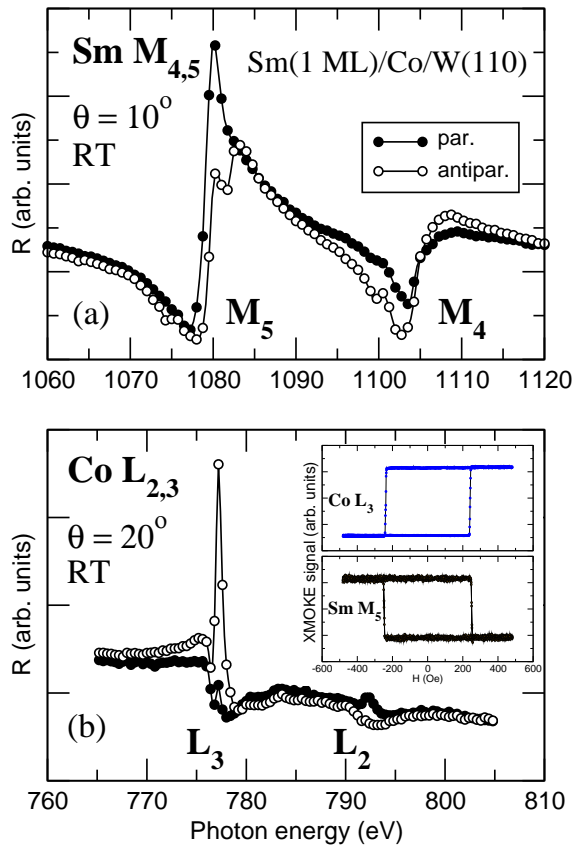 Sm M4,5
Sm(1 ML)/Co/W(110)
θ = 10°
RT
par.
antipar.
R (arb. units)
(a)
M5
M4
1060 1070 1080 1090 1100 1110 1120
Co L2,3
θ = 20°
RT
Co L3
Sm M5
XMOKE signal (arb. units)
-600 -400 -200 0 200 400 600
H (Oe)
R (arb. units)
(b)
L3
L2
760 770 780 790 800 810
Photon energy (eV)